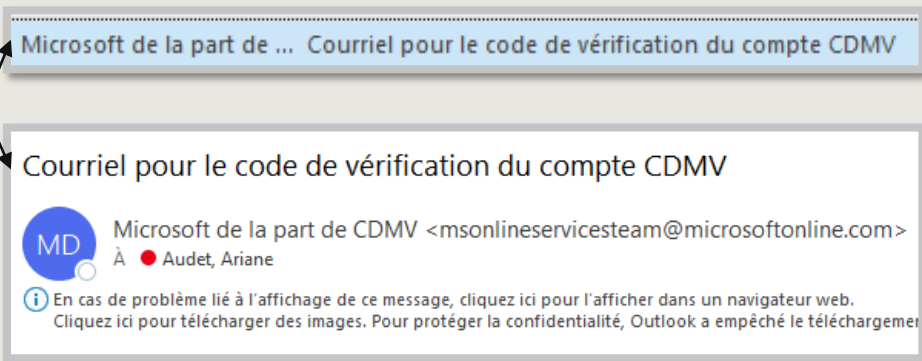 Microsoft de la part de ... Courriel pour le code de vérification du compte CDMV
Courriel pour le code de vérification du compte CDMV
MD
Microsoft de la part de CDMV <msonlineservicesteam@microsoftonline.com>
À Audet, Ariane
En cas de problème lié à l'affichage de ce message, cliquez ici pour l'afficher dans un navigateur web.
Cliquez ici pour télécharger des images. Pour protéger la confidentialité, Outlook a empêché le téléchargemer